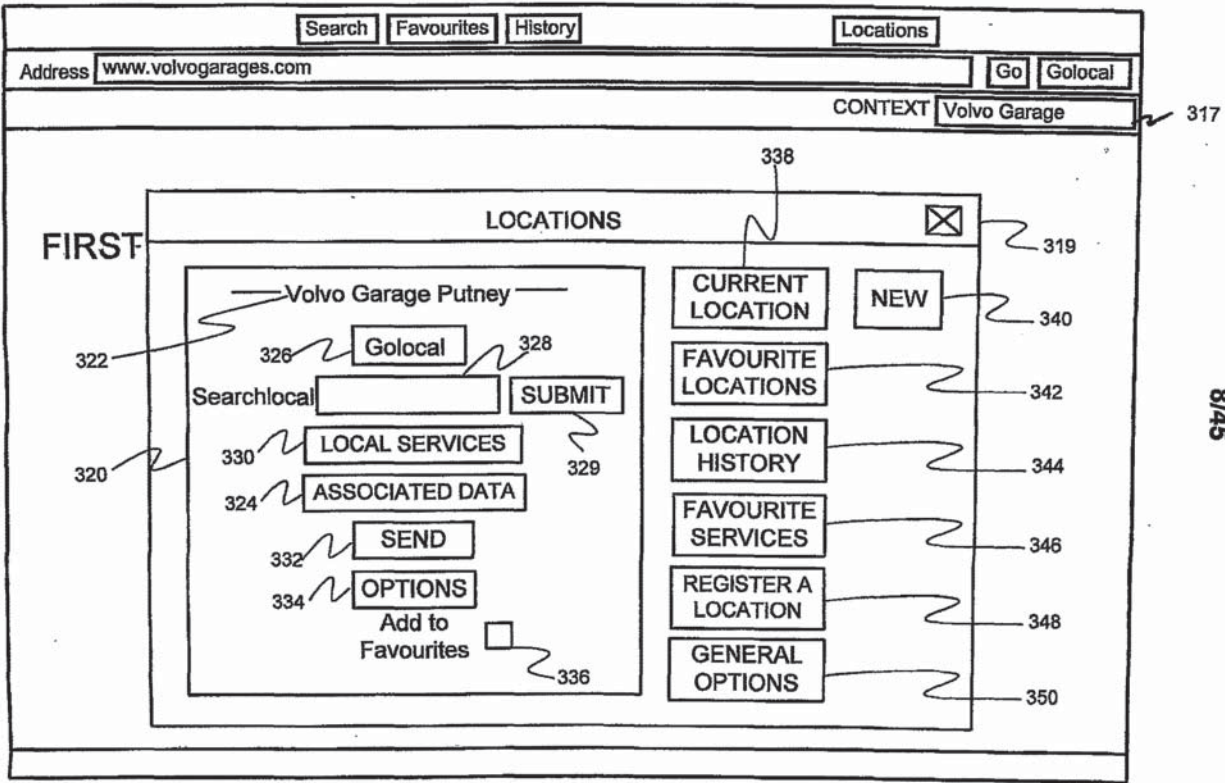 Search Favourites History Locations
Address www.volvogarages.com Go Golocal
CONTEXT Volvo Garage 317
338
LOCATIONS
319
FIRST
Volvo Garage Putney
322
CURRENT
LOCATION
NEW
340
326 Golocal 328
FAVOURITE
LOCATIONS
342
Searchlocal SUBMIT
329
330 LOCAL SERVICES
320
LOCATION
HISTORY
344
324 ASSOCIATED DATA
332 SEND
FAVOURITE
SERVICES
346
334 OPTIONS
REGISTER A
LOCATION
348
Add to
Favourites
336
GENERAL
OPTIONS
350
8/45